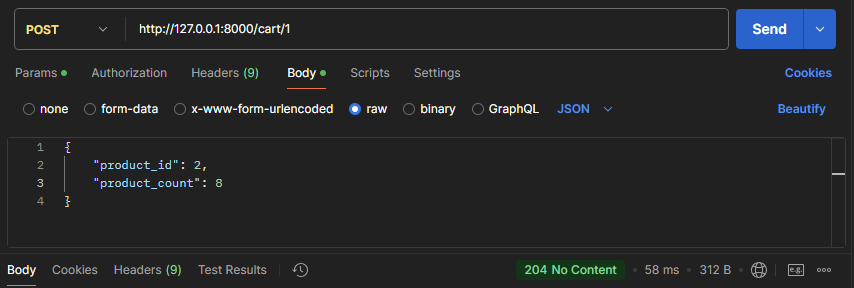 POST http://127.0.0.1:8000/cart/1 Send
Params Authorization Headers (9) Body Scripts Settings Cookies
none form-data x-www-form-urlencoded raw binary GraphQL JSON Beautify
1 {
2 "product_id": 2,
3 "product_count": 8
4 }
Body Cookies Headers (9) Test Results 204 No Content 58 ms 312 B e.g.